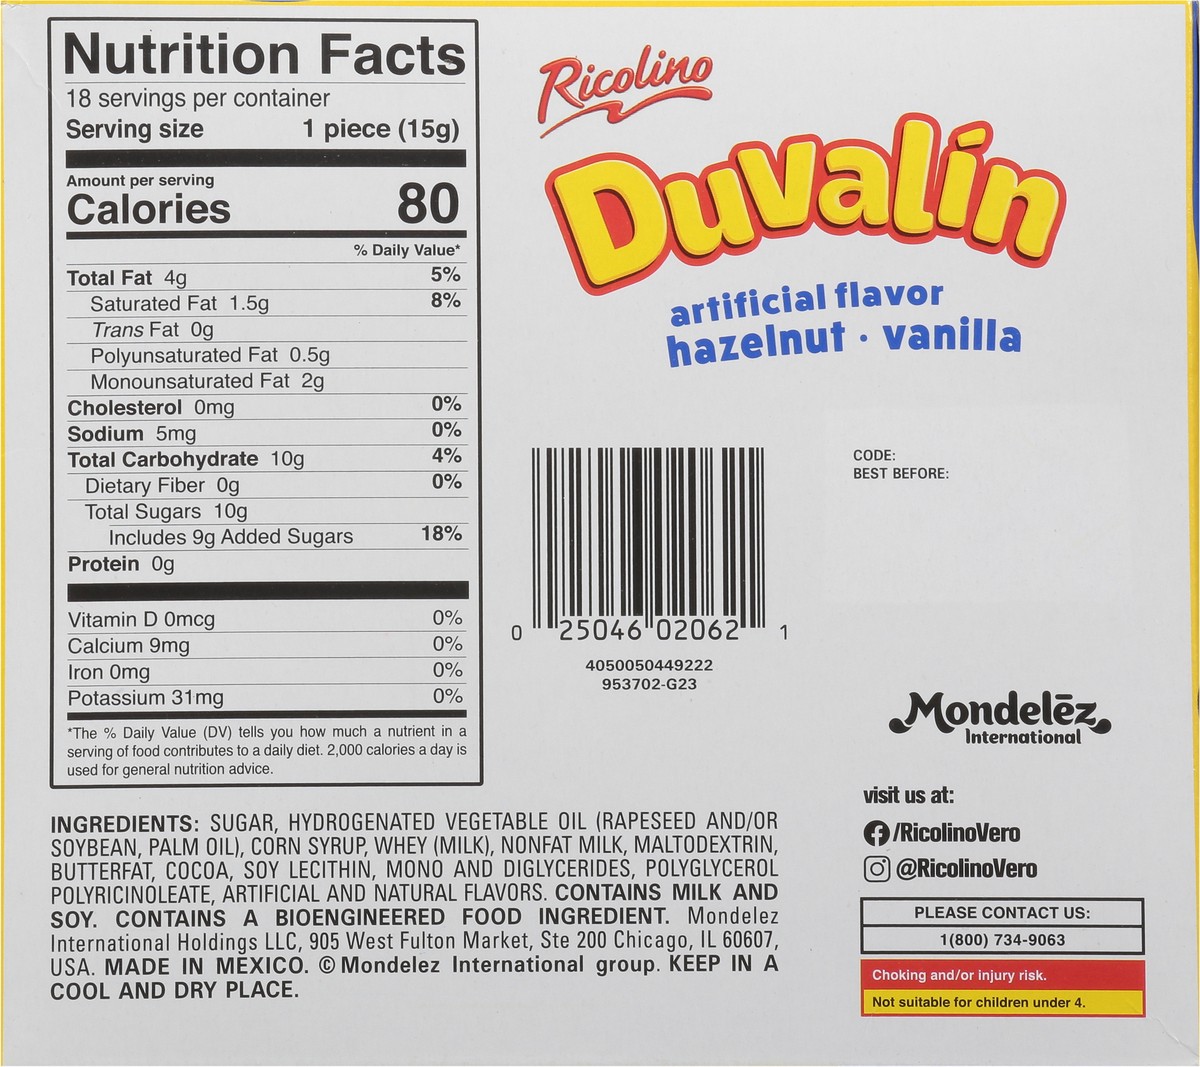 Nutrition Facts
18 servings per container
Serving size 1 piece (15g)
Amount per serving
Calories 80
% Daily Value*
Total Fat 4g 5%
Saturated Fat 1.5g 8%
Trans Fat 0g
Polyunsaturated Fat 0.5g
Monounsaturated Fat 2g
Cholesterol 0mg 0%
Sodium 5mg 0%
Total Carbohydrate 10g 4%
Dietary Fiber 0g 0%
Total Sugars 10g
Includes 9g Added Sugars 18%
Protein 0g
Vitamin D 0mcg 0%
Calcium 9mg 0%
Iron 0mg 0%
Potassium 31mg 0%
*The % Daily Value (DV) tells you how much a nutrient in a
serving of food contributes to a daily diet. 2,000 calories a day is
used for general nutrition advice.
INGREDIENTS: SUGAR, HYDROGENATED VEGETABLE OIL (RAPESEED AND/OR
SOYBEAN, PALM OIL), CORN SYRUP, WHEY (MILK), NONFAT MILK, MALTODEXTRIN,
BUTTERFAT, COCOA, SOY LECITHIN, MONO AND DIGLYCERIDES, POLYGLYCEROL
POLYRICINOLEATE, ARTIFICIAL AND NATURAL FLAVORS. CONTAINS MILK AND
SOY. CONTAINS A BIOENGINEERED FOOD INGREDIENT. Mondelez
International Holdings LLC, 905 West Fulton Market, Ste 200 Chicago, IL 60607,
USA. MADE IN MEXICO. © Mondelez International group. KEEP IN A
COOL AND DRY PLACE.
Ricolino
Duvalín
artificial flavor
hazelnut · vanilla
0 25046 02062 1
4050050449222
953702-G23
CODE:
BEST BEFORE:
Mondelēz
International
visit us at:
/RicolinoVero
@RicolinoVero
PLEASE CONTACT US:
1(800) 734-9063
Choking and/or injury risk.
Not suitable for children under 4.